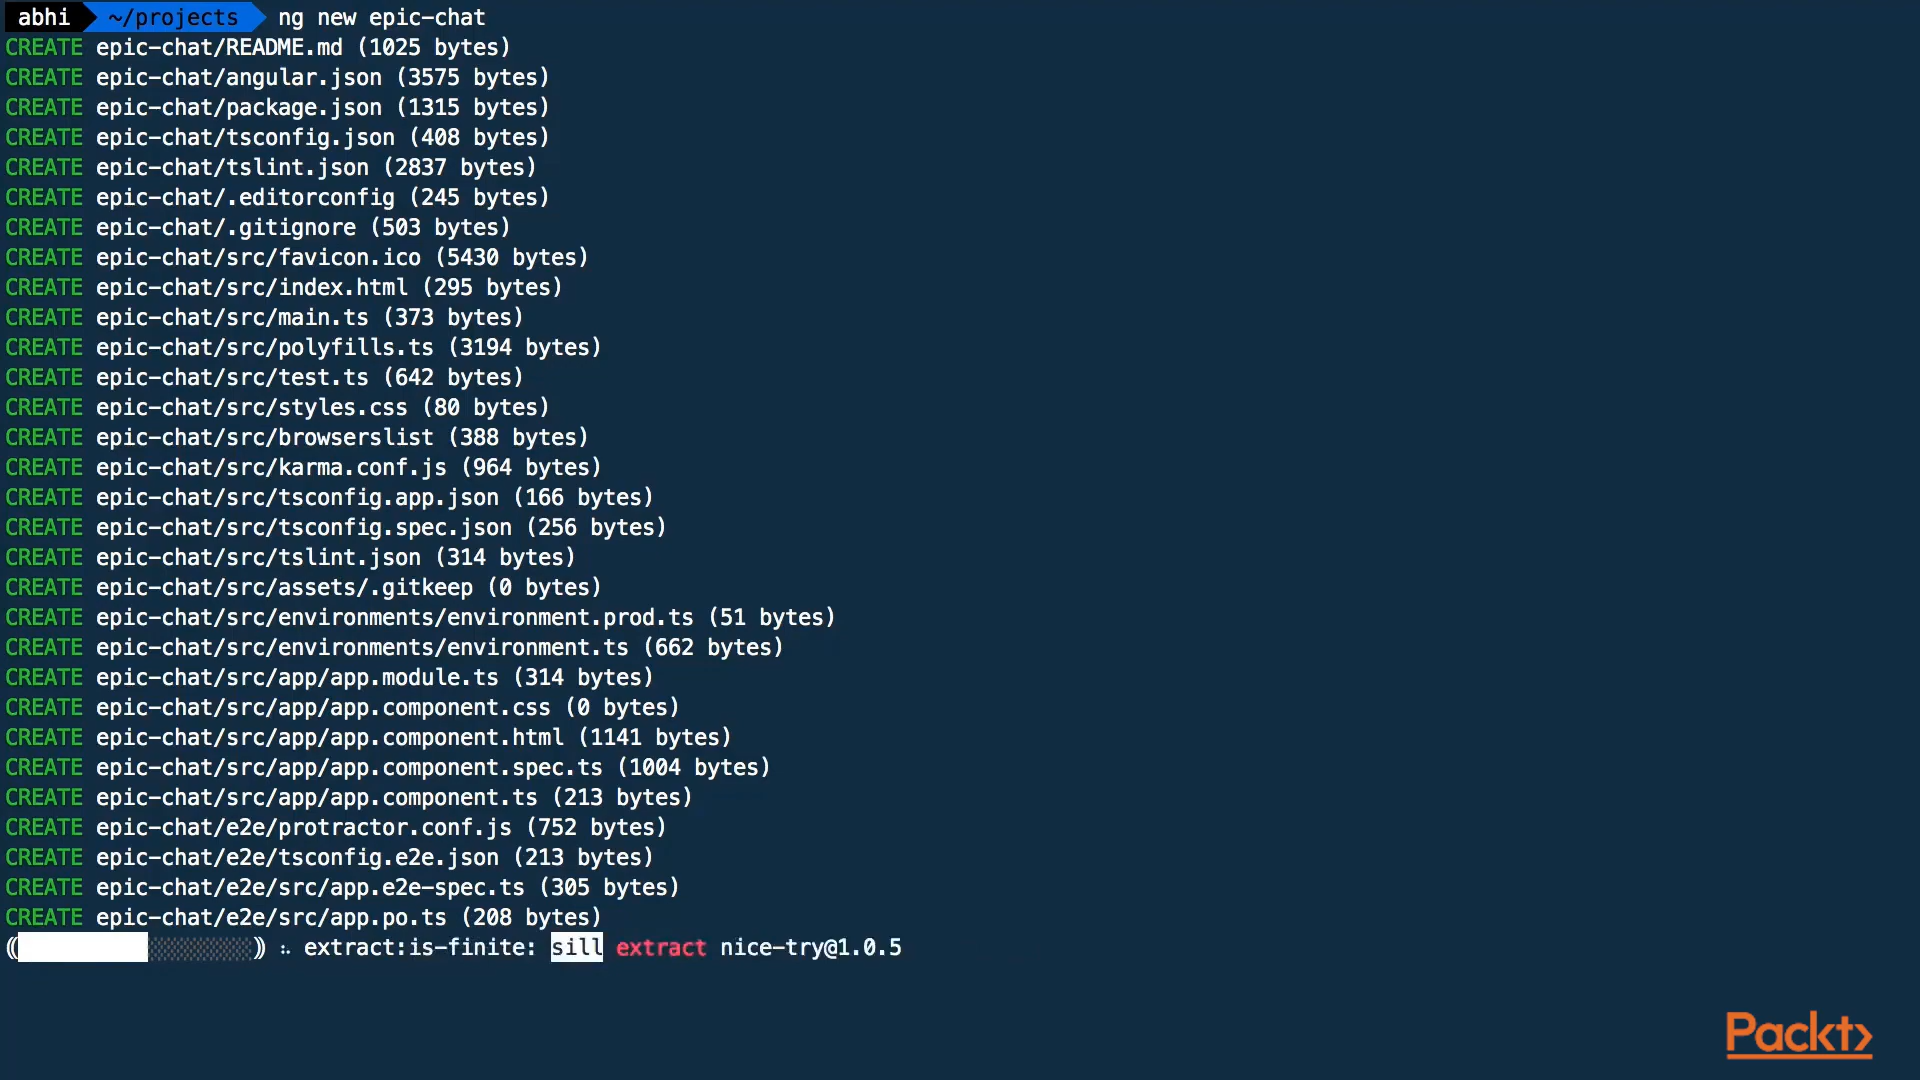 abhi ~/projects ng new epic-chat
CREATE epic-chat/README.md (1025 bytes)
CREATE epic-chat/angular.json (3575 bytes)
CREATE epic-chat/package.json (1315 bytes)
CREATE epic-chat/tsconfig.json (408 bytes)
CREATE epic-chat/tslint.json (2837 bytes)
CREATE epic-chat/.editorconfig (245 bytes)
CREATE epic-chat/.gitignore (503 bytes)
CREATE epic-chat/src/favicon.ico (5430 bytes)
CREATE epic-chat/src/index.html (295 bytes)
CREATE epic-chat/src/main.ts (373 bytes)
CREATE epic-chat/src/polyfills.ts (3194 bytes)
CREATE epic-chat/src/test.ts (642 bytes)
CREATE epic-chat/src/styles.css (80 bytes)
CREATE epic-chat/src/browserslist (388 bytes)
CREATE epic-chat/src/karma.conf.js (964 bytes)
CREATE epic-chat/src/tsconfig.app.json (166 bytes)
CREATE epic-chat/src/tsconfig.spec.json (256 bytes)
CREATE epic-chat/src/tslint.json (314 bytes)
CREATE epic-chat/src/assets/.gitkeep (0 bytes)
CREATE epic-chat/src/environments/environment.prod.ts (51 bytes)
CREATE epic-chat/src/environments/environment.ts (662 bytes)
CREATE epic-chat/src/app/app.module.ts (314 bytes)
CREATE epic-chat/src/app/app.component.css (0 bytes)
CREATE epic-chat/src/app/app.component.html (1141 bytes)
CREATE epic-chat/src/app/app.component.spec.ts (1004 bytes)
CREATE epic-chat/src/app/app.component.ts (213 bytes)
CREATE epic-chat/e2e/protractor.conf.js (752 bytes)
CREATE epic-chat/e2e/tsconfig.e2e.json (213 bytes)
CREATE epic-chat/e2e/src/app.e2e-spec.ts (305 bytes)
CREATE epic-chat/e2e/src/app.po.ts (208 bytes)
extract:is-finite: sill extract nice-try@1.0.5
Packt>